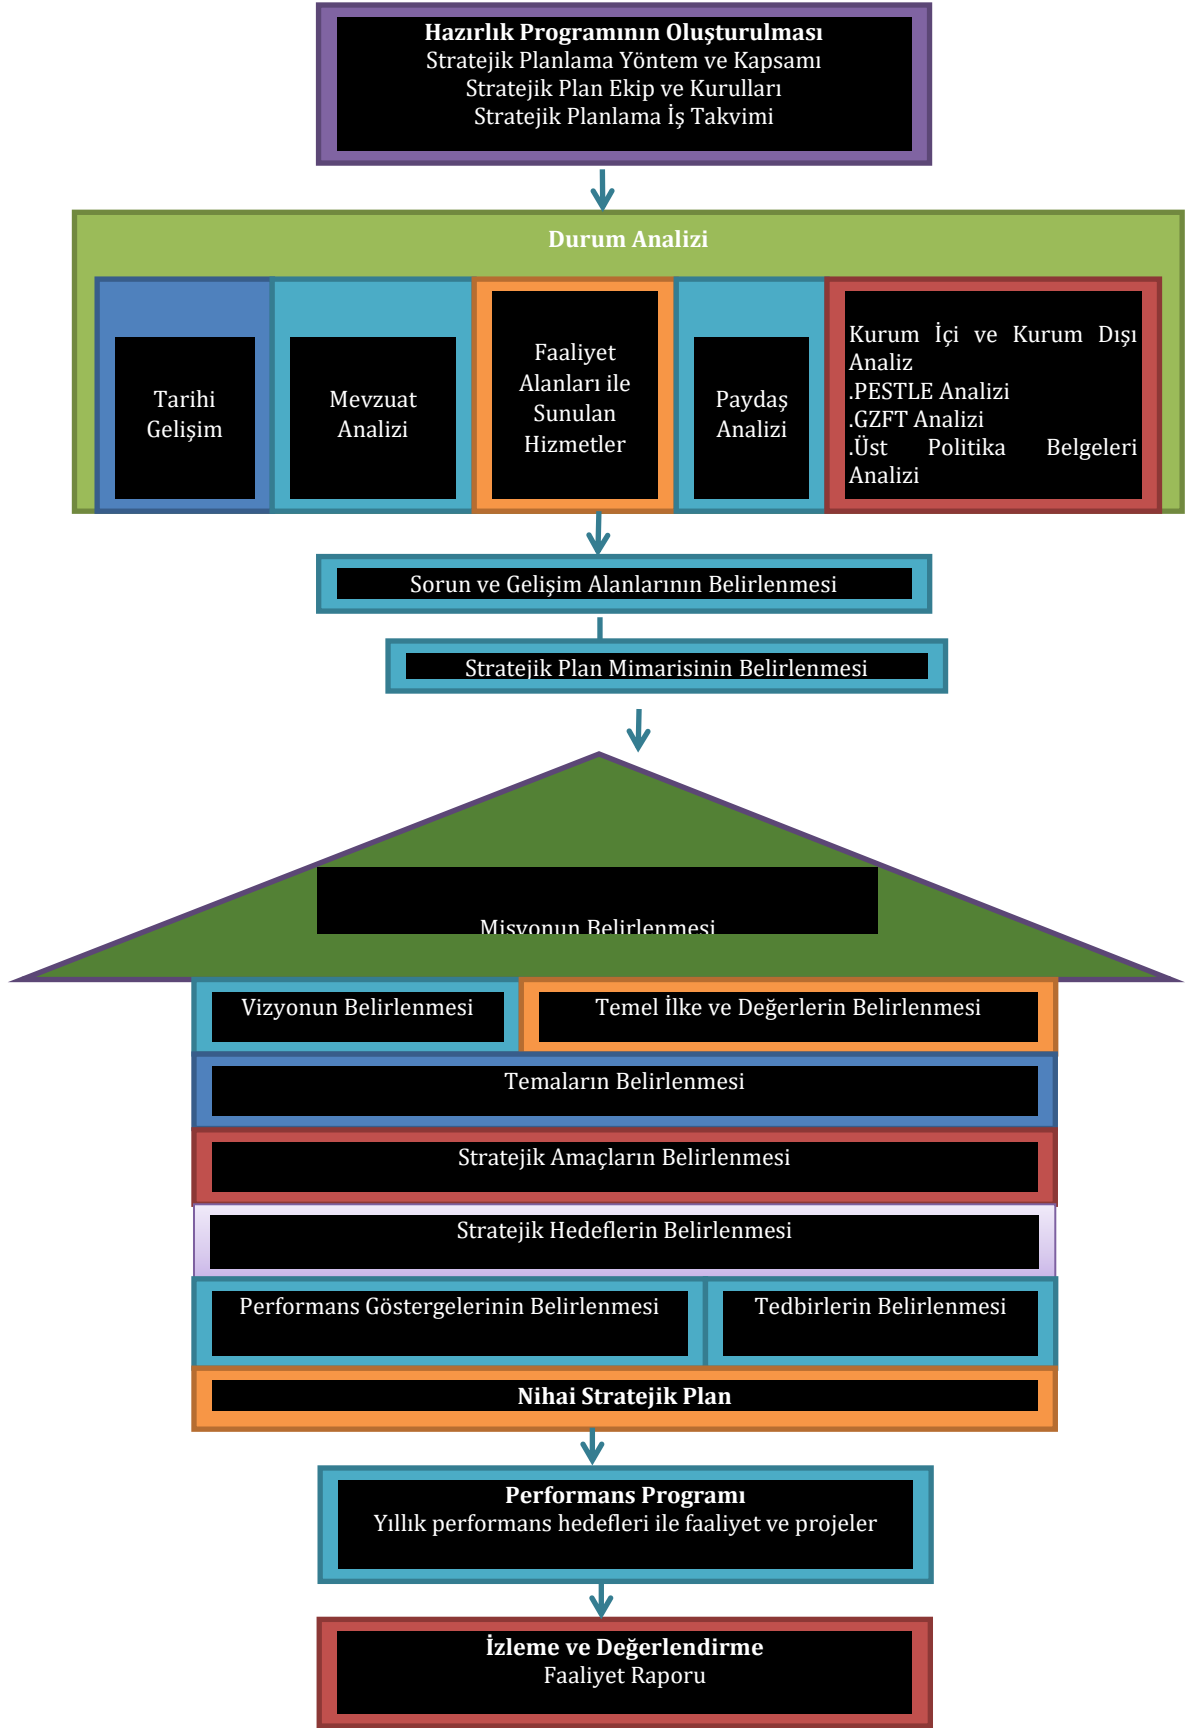 Hazırlık Programının Oluşturulması
Stratejik Planlama Yöntem ve Kapsamı
Stratejik Plan Ekip ve Kurulları
Stratejik Planlama İş Takvimi
Durum Analizi
Tarihi
Gelişim
Mevzuat
Analizi
Faaliyet
Alanları ile
Sunulan
Hizmetler
Paydaş
Analizi
Kurum İçi ve Kurum Dışı
Analiz
.PESTLE Analizi
.GZFT Analizi
.Üst Politika Belgeleri
Analizi
Sorun ve Gelişim Alanlarının Belirlenmesi
Stratejik Plan Mimarisinin Belirlenmesi
Misyonun Belirlenmesi
Vizyonun Belirlenmesi
Temel İlke ve Değerlerin Belirlenmesi
Temaların Belirlenmesi
Stratejik Amaçların Belirlenmesi
Stratejik Hedeflerin Belirlenmesi
Performans Göstergelerinin Belirlenmesi
Tedbirlerin Belirlenmesi
Nihai Stratejik Plan
Performans Programı
Yıllık performans hedefleri ile faaliyet ve projeler
İzleme ve Değerlendirme
Faaliyet Raporu